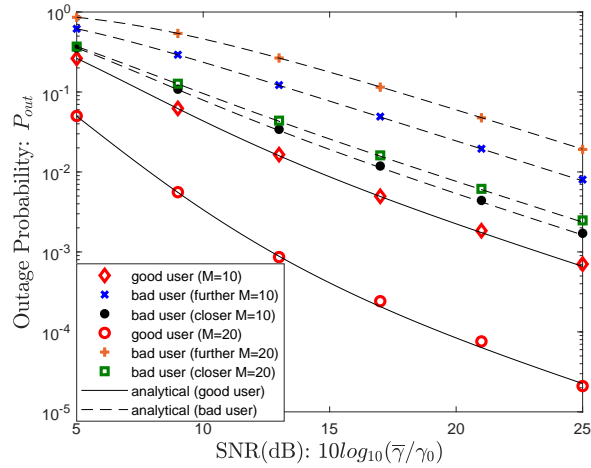 10^0
10^-1
10^-2
10^-3
10^-4
10^-5
Outage Probability: P_out
good user (M=10)
bad user (further M=10)
bad user (closer M=10)
good user (M=20)
bad user (further M=20)
bad user (closer M=20)
analytical (good user)
analytical (bad user)
5 10 15 20 25
SNR(dB): 10log_10(γ̅/γ_0)